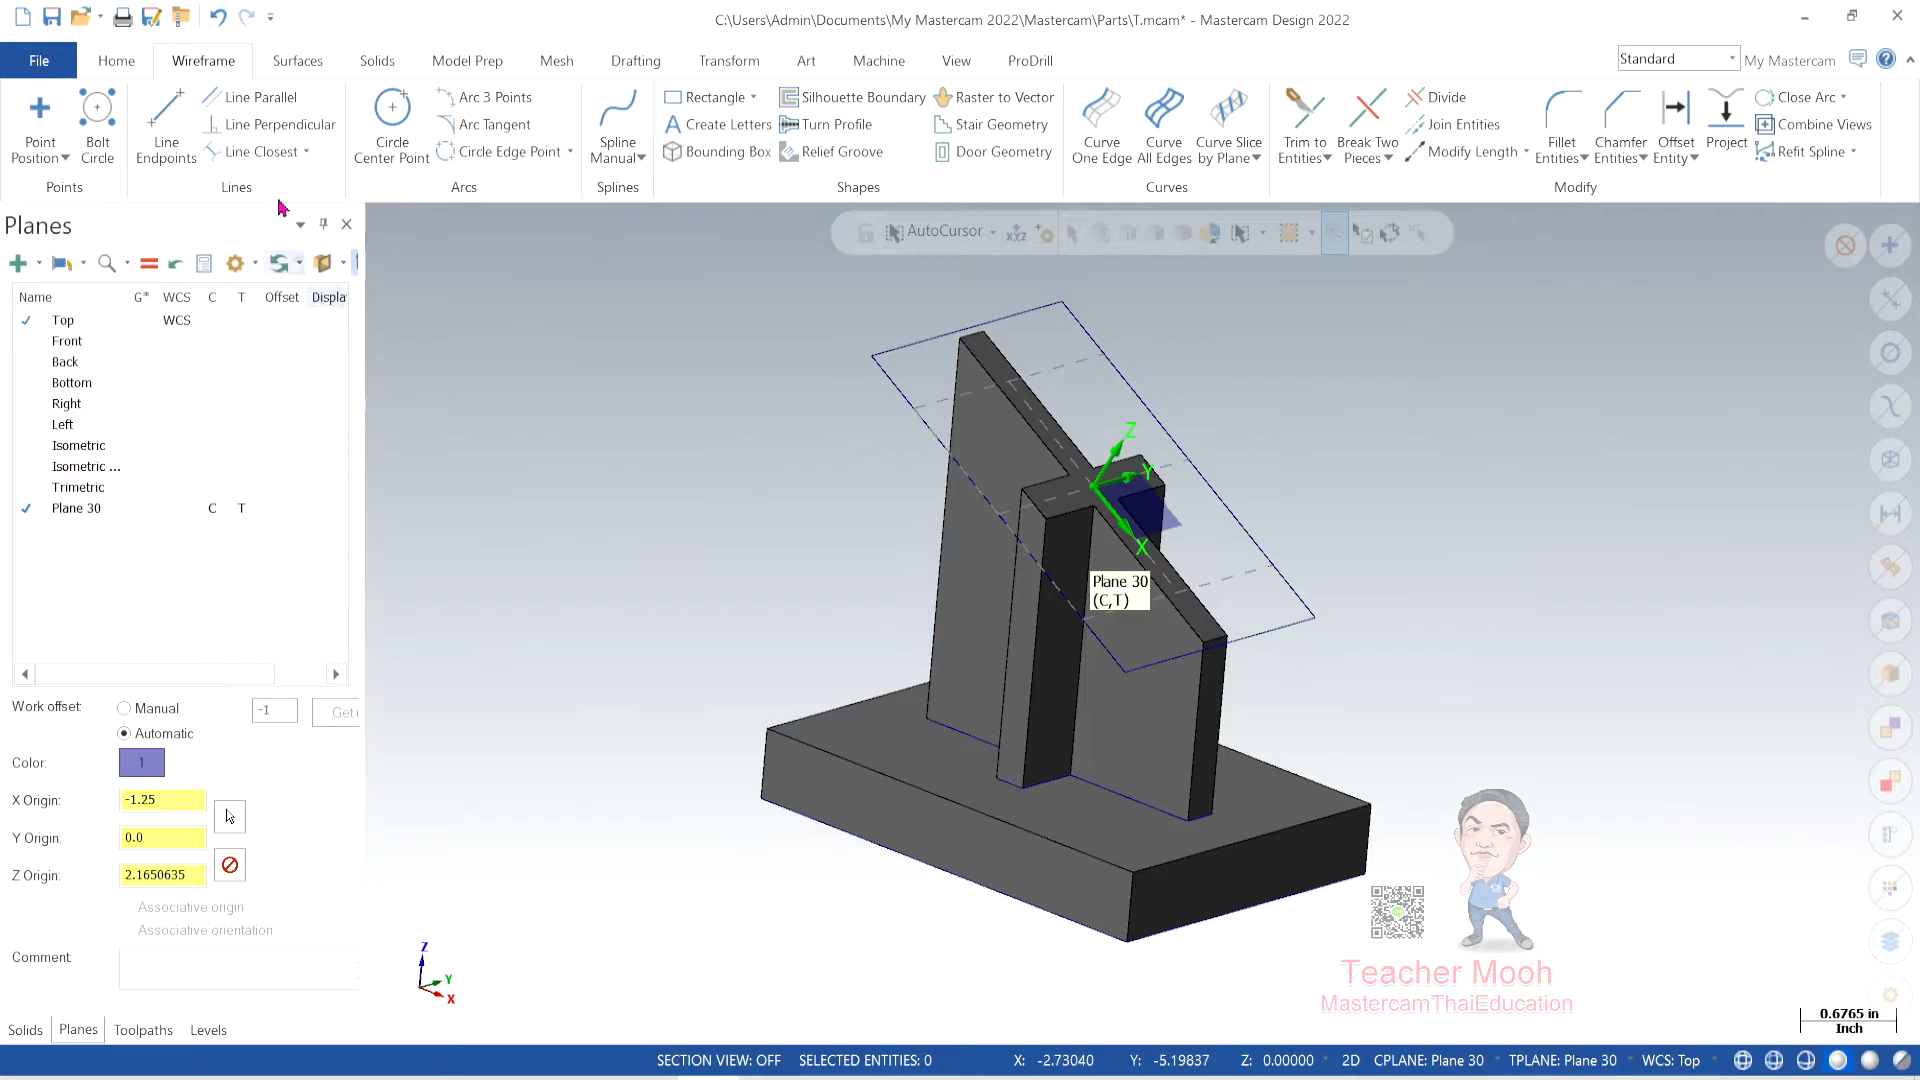 C:\Users\Admin\Documents\My Mastercam 2022\Mastercam\Parts\T.mcam* - Mastercam Design 2022
File Home Wireframe Surfaces Solids Model Prep Mesh Drafting Transform Art Machine View ProDrill
Standard My Mastercam
Point Position
Bolt Circle
Points
Line Endpoints
Line Parallel
Line Perpendicular
Line Closest
Lines
Circle Center Point
Arc 3 Points
Arc Tangent
Circle Edge Point
Arcs
Spline Manual
Splines
Rectangle
Create Letters
Bounding Box
Silhouette Boundary
Turn Profile
Relief Groove
Raster to Vector
Stair Geometry
Door Geometry
Shapes
Curve One Edge
Curve All Edges
Curve Slice by Plane
Curves
Trim to Entities
Break Two Pieces
Divide
Join Entities
Modify Length
Fillet Entities
Chamfer Entities
Offset Entity
Project
Close Arc
Combine Views
Refit Spline
Modify
Planes
AutoCursor
Name G* WCS C T Offset Displa
Top WCS
Front
Back
Bottom
Right
Left
Isometric
Isometric ...
Trimetric
Plane 30 C T
Work offset: Manual -1 Get u
Automatic
Color: 1
X Origin: -1.25
Y Origin: 0.0
Z Origin: 2.1650635
Associative origin
Associative orientation
Comment:
Z
Y
X
Plane 30
(C,T)
Z
Y
X
Teacher Mooh
MastercamThaiEducation
0.6765 in
Inch
Solids Planes Toolpaths Levels
SECTION VIEW: OFF SELECTED ENTITIES: 0 X: -2.73040 Y: -5.19837 Z: 0.00000 2D CPLANE: Plane 30 TPLANE: Plane 30 WCS: Top